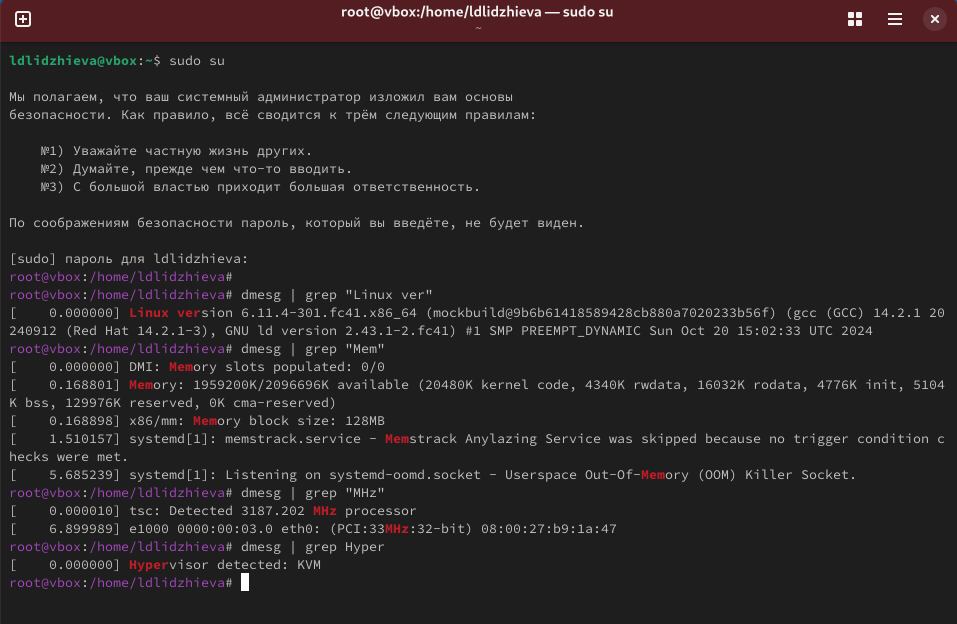 root@vbox:/home/ldlidzhieva — sudo su
~
ldlidzhieva@vbox:~$ sudo su
Мы полагаем, что ваш системный администратор изложил вам основы
безопасности. Как правило, всё сводится к трём следующим правилам:
№1) Уважайте частную жизнь других.
№2) Думайте, прежде чем что-то вводить.
№3) С большой властью приходит большая ответственность.
По соображениям безопасности пароль, который вы введёте, не будет виден.
[sudo] пароль для ldlidzhieva:
root@vbox:/home/ldlidzhieva#
root@vbox:/home/ldlidzhieva# dmesg | grep "Linux ver"
[    0.000000] Linux version 6.11.4-301.fc41.x86_64 (mockbuild@9b6b61418589428cb880a7020233b56f) (gcc (GCC) 14.2.1 20
240912 (Red Hat 14.2.1-3), GNU ld version 2.43.1-2.fc41) #1 SMP PREEMPT_DYNAMIC Sun Oct 20 15:02:33 UTC 2024
root@vbox:/home/ldlidzhieva# dmesg | grep "Mem"
[    0.000000] DMI: Memory slots populated: 0/0
[    0.168801] Memory: 1959200K/2096696K available (20480K kernel code, 4340K rwdata, 16032K rodata, 4776K init, 5104
K bss, 129976K reserved, 0K cma-reserved)
[    0.168898] x86/mm: Memory block size: 128MB
[    1.510157] systemd[1]: memstrack.service - Memstrack Anylazing Service was skipped because no trigger condition c
hecks were met.
[    5.685239] systemd[1]: Listening on systemd-oomd.socket - Userspace Out-Of-Memory (OOM) Killer Socket.
root@vbox:/home/ldlidzhieva# dmesg | grep "MHz"
[    0.000010] tsc: Detected 3187.202 MHz processor
[    6.899989] e1000 0000:00:03.0 eth0: (PCI:33MHz:32-bit) 08:00:27:b9:1a:47
root@vbox:/home/ldlidzhieva# dmesg | grep Hyper
[    0.000000] Hypervisor detected: KVM
root@vbox:/home/ldlidzhieva#